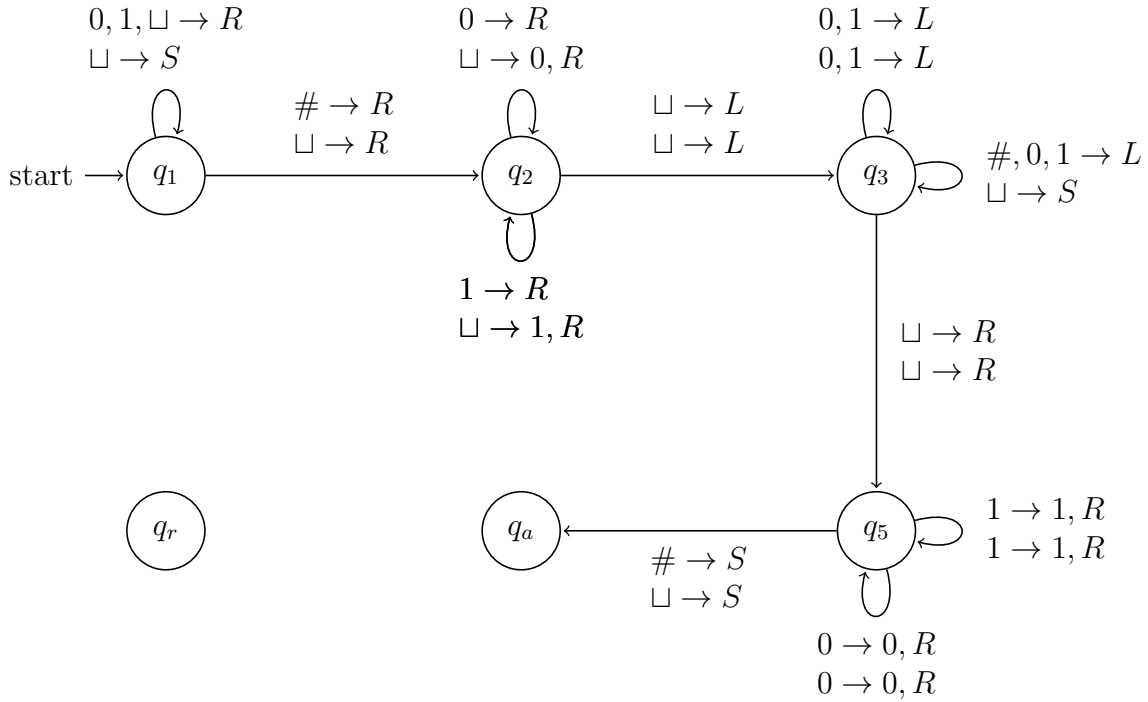 0, 1, ⊔ → R
⊔ → S
0 → R
⊔ → 0, R
0, 1 → L
0, 1 → L
# → R
⊔ → R
⊔ → L
⊔ → L
start
q₁
q₂
q₃
#, 0, 1 → L
⊔ → S
1 → R
⊔ → 1, R
⊔ → R
⊔ → R
qᵣ
qₐ
q₅
1 → 1, R
1 → 1, R
# → S
⊔ → S
0 → 0, R
0 → 0, R